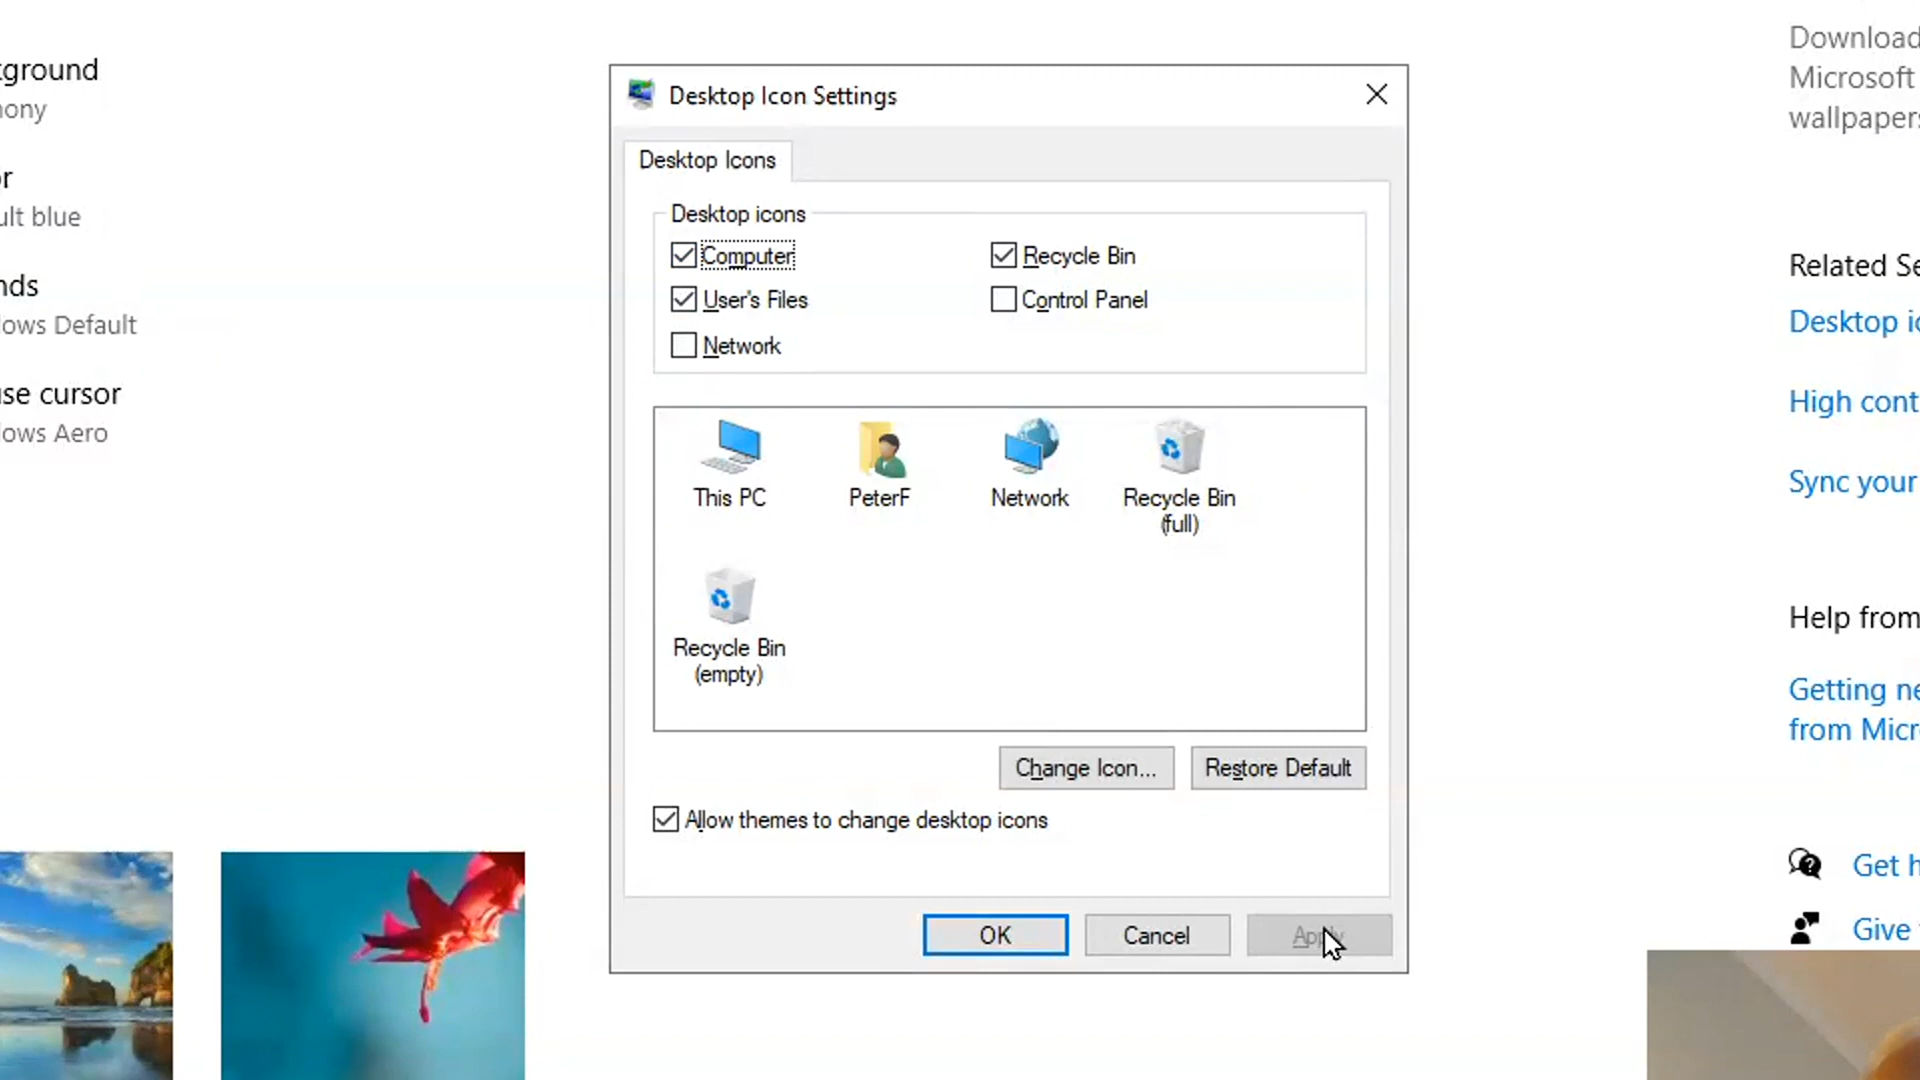 Download
Microsoft
wallpapers
ground
Desktop Icon Settings
Desktop Icons
Desktop icons
Computer
Recycle Bin
User's Files
Control Panel
Network
ult blue
Related Se
Desktop ic
ows Default
se cursor
High cont
ows Aero
This PC
PeterF
Network
Recycle Bin
(full)
Sync your
Recycle Bin
(empty)
Help from
Getting ne
from Micr
Change Icon...
Restore Default
Allow themes to change desktop icons
Get h
OK
Cancel
Apply
Give